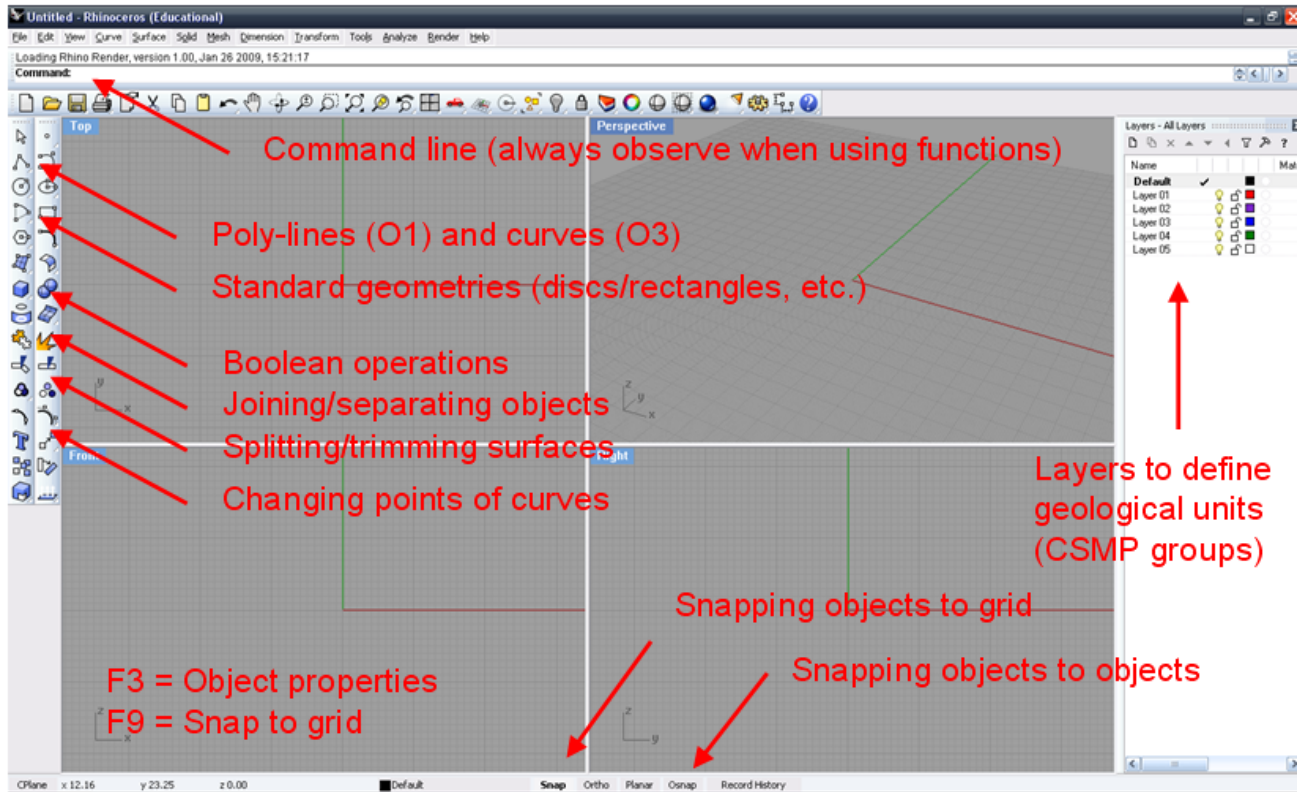 Untitled - Rhinoceros (Educational)
File Edit View Curve Surface Solid Mesh Dimension Transform Tools Analyze Render Help
Loading Rhino Render, version 1.00, Jan 26 2009, 15:21:17
Command:
Top
Perspective
Layers - All Layers
Name Mat
Default
Layer 01
Layer 02
Layer 03
Layer 04
Layer 05
Command line (always observe when using functions)
Poly-lines (O1) and curves (O3)
Standard geometries (discs/rectangles, etc.)
Boolean operations
Joining/separating objects
Splitting/trimming surfaces
Changing points of curves
y
x
z
y
x
Front
Right
Layers to define
geological units
(CSMP groups)
Snapping objects to grid
Snapping objects to objects
F3 = Object properties
F9 = Snap to grid
z
x
z
y
CPlane x 12.16 y 23.25 z 0.00 Default Snap Ortho Planar Osnap Record History